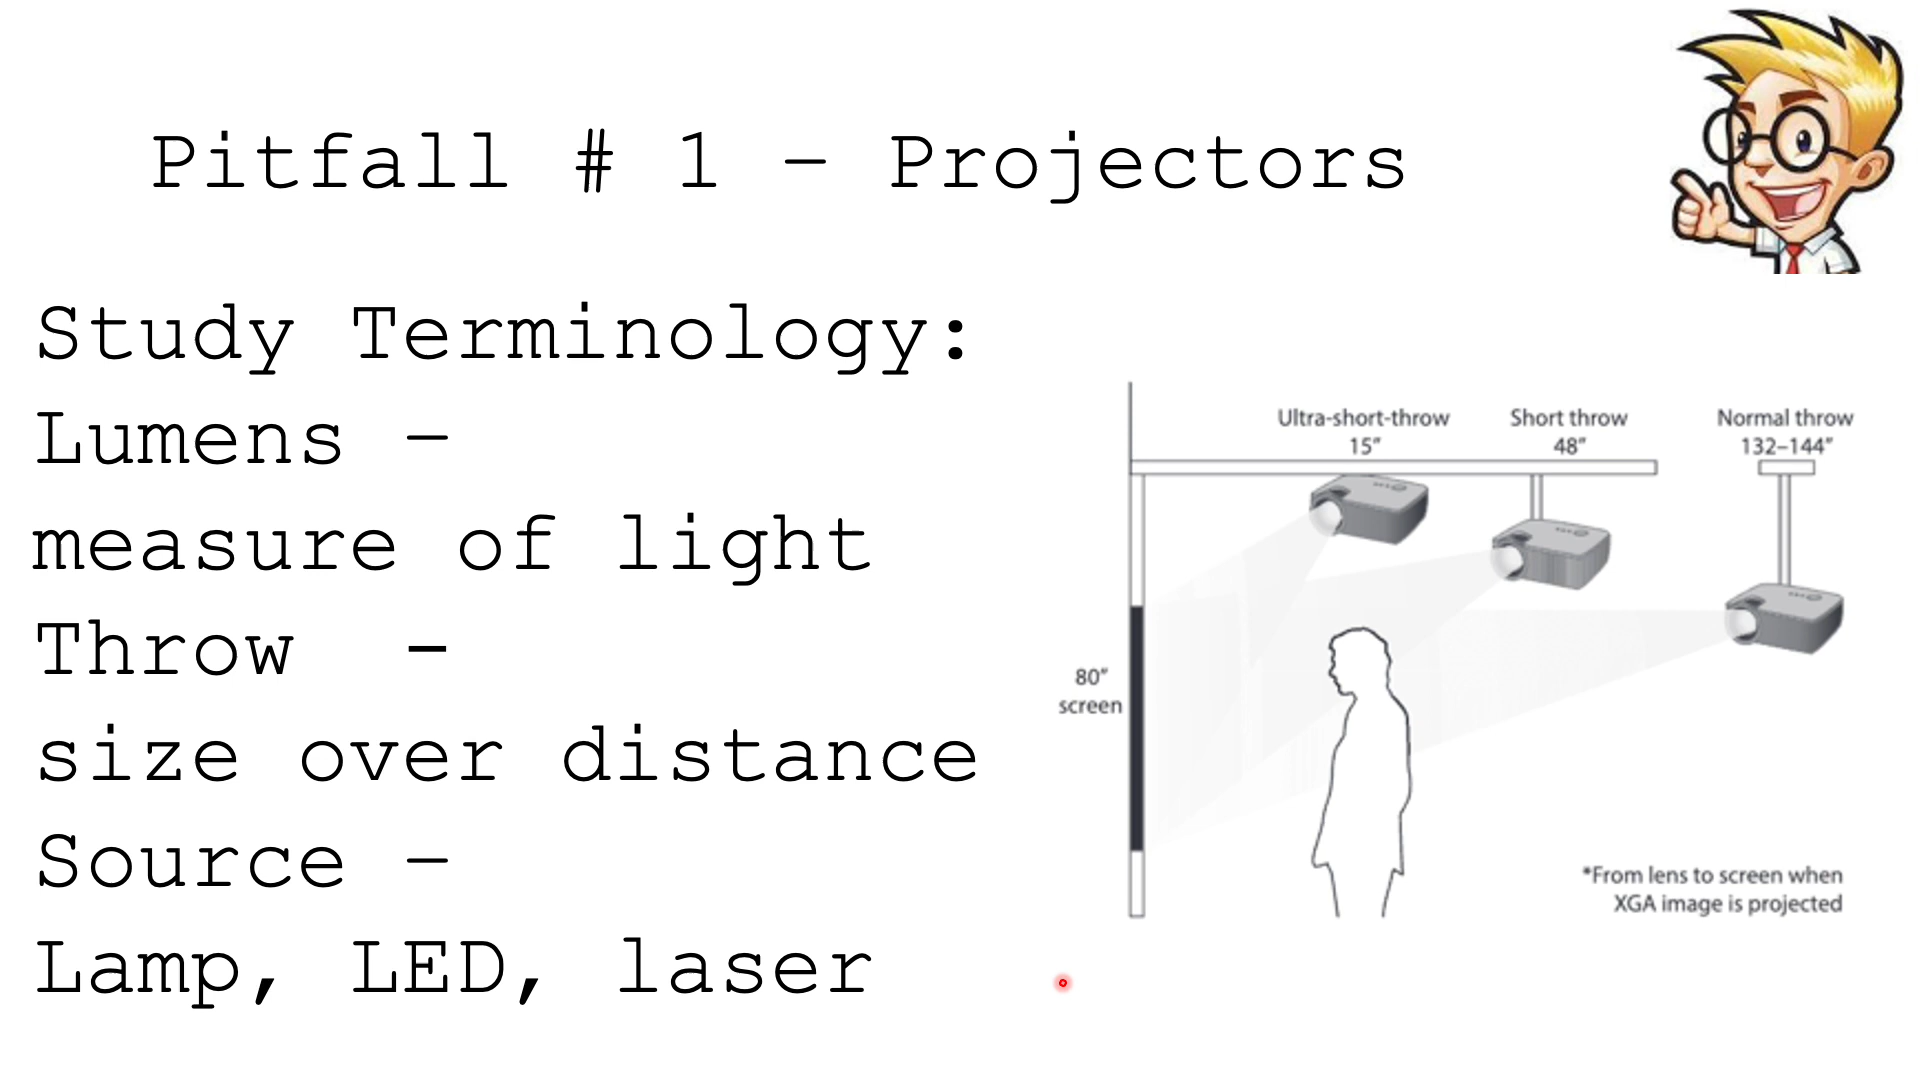 Pitfall # 1 – Projectors
Study Terminology:
Lumens –
measure of light
Throw  -
size over distance
Source –
Lamp, LED, laser
Ultra-short-throw
15”
Short throw
48”
Normal throw
132–144”
80”
screen
*From lens to screen when
XGA image is projected